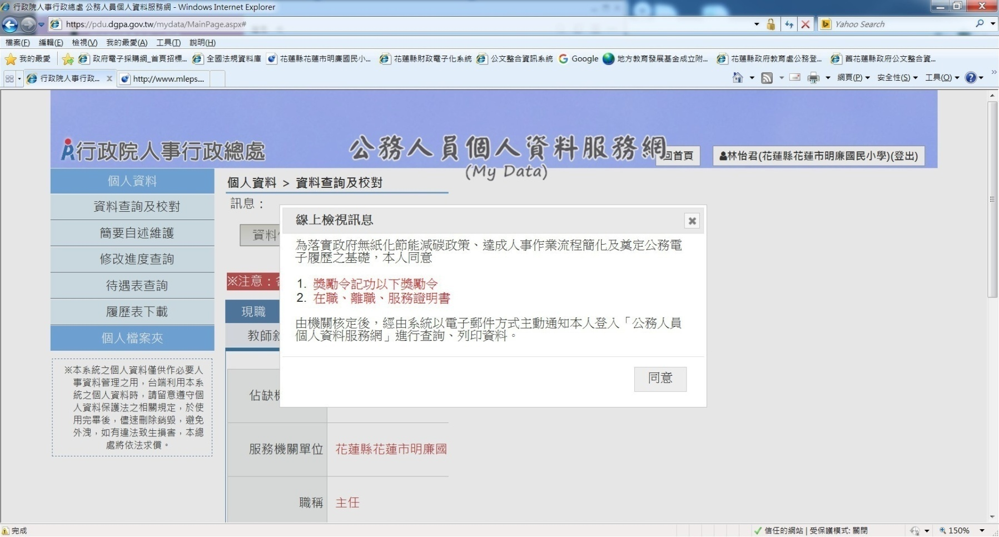 行政院人事行政總處 公務人員個人資料服務網 - Windows Internet Explorer
https://pdu.dgpa.gov.tw/mydata/MainPage.aspx#
Yahoo Search
檔案(F) 編輯(E) 檢視(V) 我的最愛(A) 工具(T) 說明(H)
我的最愛 政府電子採購網_首頁招標... 全國法規資料庫 花蓮縣花蓮市明廉國民小... 花蓮縣財政電子化系統 公文整合資訊系統 Google 地方教育發展基金成立附... 花蓮縣政府教育處公務登... 舊花蓮縣政府公文整合資...
行政院人事行政... x http://www.mleps....
網頁(P) 安全性(S) 工具(O)
行政院人事行政總處
公務人員個人資料服務網
(My Data)
回首頁
林怡君(花蓮縣花蓮市明廉國民小學)(登出)
個人資料
資料查詢及校對
簡要自述維護
修改進度查詢
待遇表查詢
履歷表下載
個人檔案夾
※本系統之個人資料僅供作必要人
事資料管理之用，台端利用本系
統之個人資料時，請留意遵守個
人資料保護法之相關規定，於使
用完畢後，儘速刪除銷毀，避免
外洩，如有違法致生損害，本總
處將依法求償。
個人資料 > 資料查詢及校對
訊息：
資料
※注意：
現職
教師
佔缺
服務機關單位 花蓮縣花蓮市明廉國
職稱 主任
線上檢視訊息
為落實政府無紙化節能減碳政策、達成人事作業流程簡化及奠定公務電
子履歷之基礎，本人同意
1. 獎勵令記功以下獎勵令
2. 在職、離職、服務證明書
由機關核定後，經由系統以電子郵件方式主動通知本人登入「公務人員
個人資料服務網」進行查詢、列印資料。
同意
完成
信任的網站 | 受保護模式: 關閉
150%